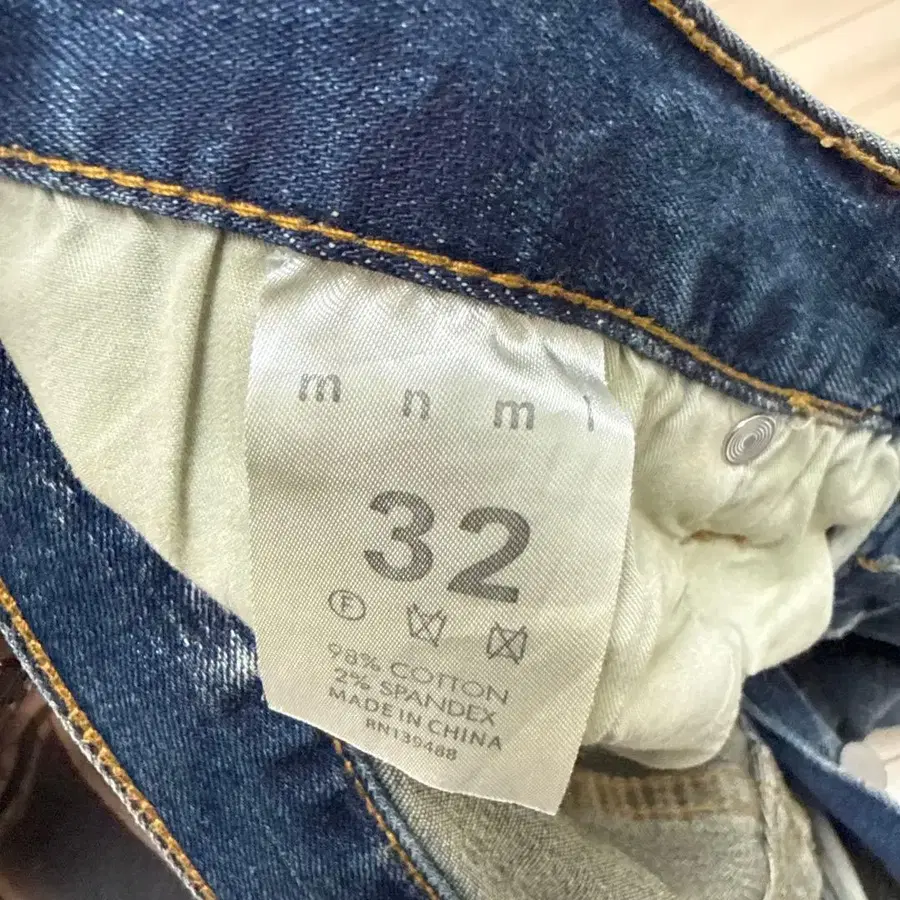 m n m l
32
F
98% COTTON
2% SPANDEX
MADE IN CHINA
RN139488